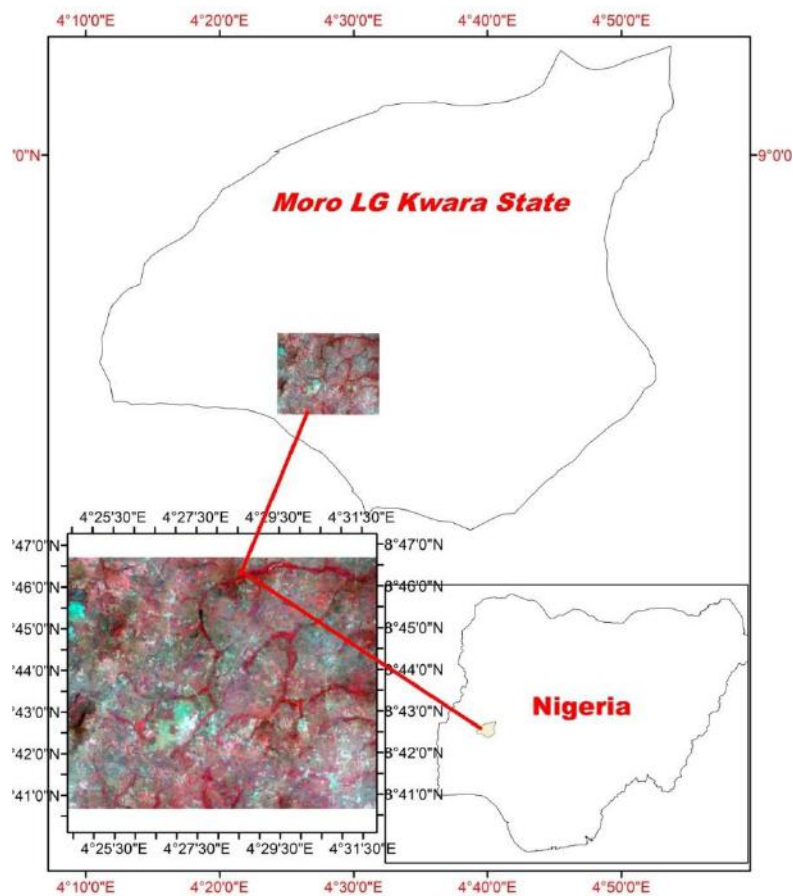 4°10'0"E 4°20'0"E 4°30'0"E 4°40'0"E 4°50'0"E
'0"N 9°0'0
Moro LG Kwara State
4°25'30"E 4°27'30"E 4°29'30"E 4°31'30"E
°47'0"N 8°47'0"N
°46'0"N 8°46'0"N
°45'0"N 8°45'0"N
°44'0"N 8°44'0"N
°43'0"N 8°43'0"N
°42'0"N 8°42'0"N
°41'0"N 8°41'0"N
Nigeria
4°25'30"E 4°27'30"E 4°29'30"E 4°31'30"E
4°10'0"E 4°20'0"E 4°30'0"E 4°40'0"E 4°50'0"E